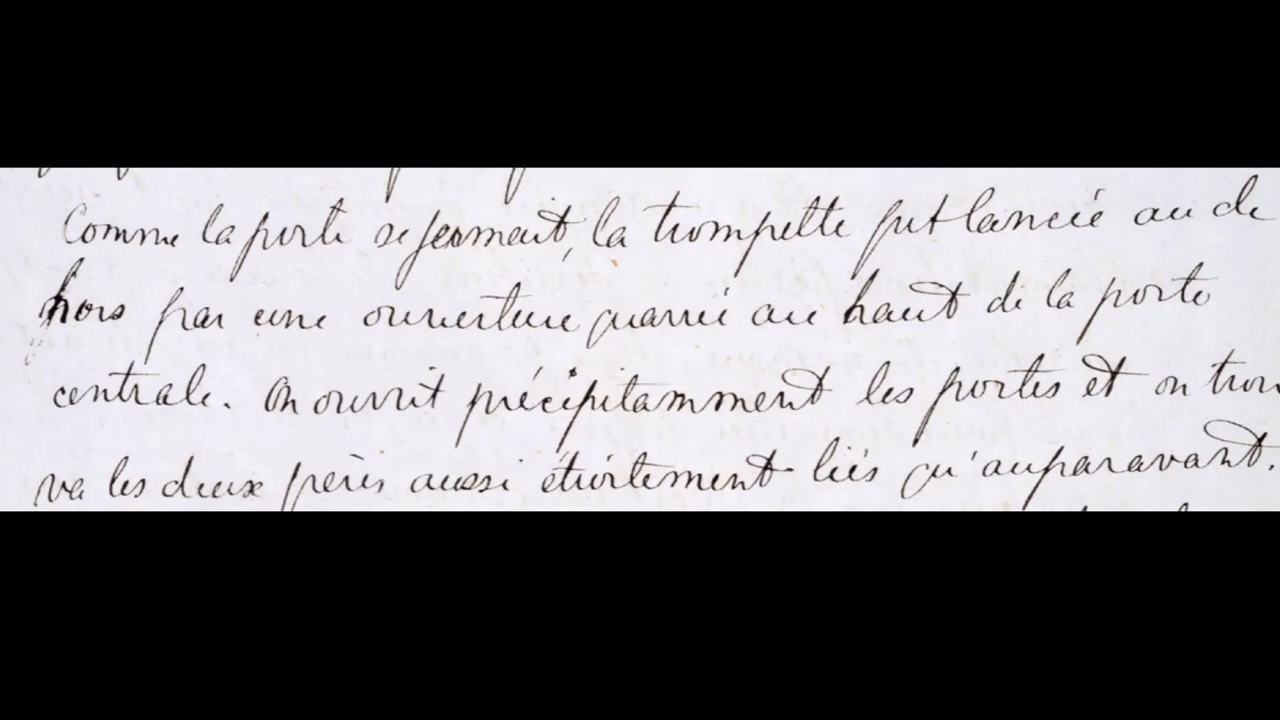 Comme la porte se fermait, la trompette fut lancée au de
hors par une ouverture quarrée au haut de la porte
centrale. On ouvrit précipitamment les portes et on trou
va les deux frères aussi étroitement liés qu'auparavant.